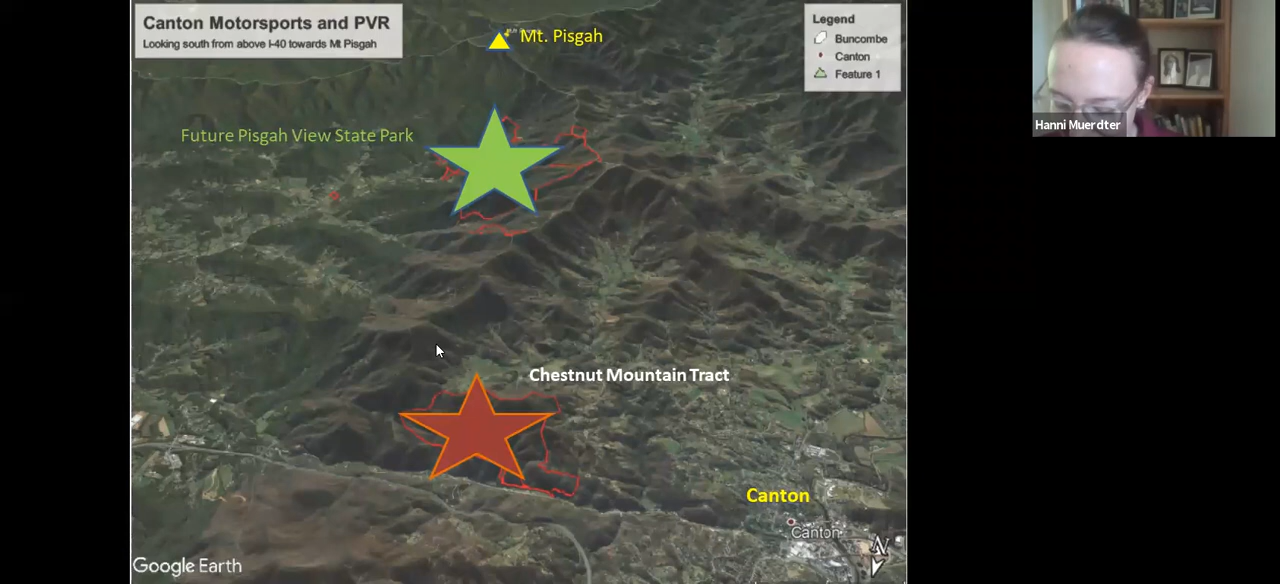 Canton Motorsports and PVR
Looking south from above I-40 towards Mt Pisgah
Mt. Pisgah
Legend
Buncombe
Canton
Feature 1
Hanni Muerdter
Future Pisgah View State Park
Chestnut Mountain Tract
Canton
Canton
N
Google Earth